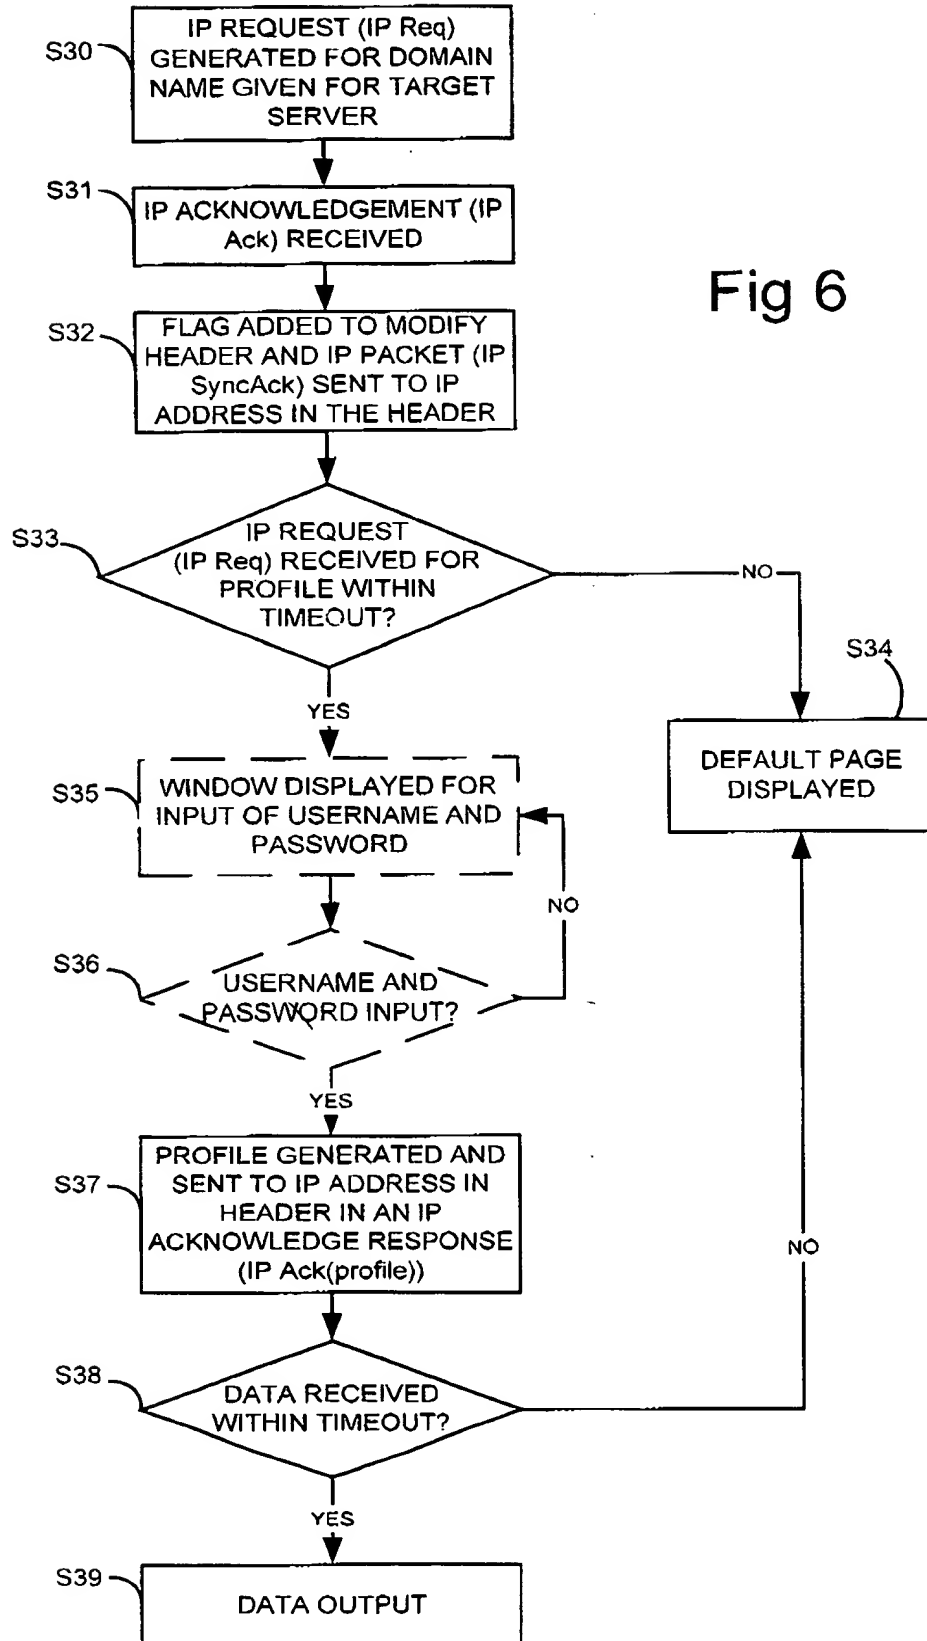 S30
IP REQUEST (IP Req)
GENERATED FOR DOMAIN
NAME GIVEN FOR TARGET
SERVER
S31
IP ACKNOWLEDGEMENT (IP
Ack) RECEIVED
Fig 6
S32
FLAG ADDED TO MODIFY
HEADER AND IP PACKET (IP
SyncAck) SENT TO IP
ADDRESS IN THE HEADER
S33
IP REQUEST
(IP Req) RECEIVED FOR
PROFILE WITHIN
TIMEOUT?
NO
S34
DEFAULT PAGE
DISPLAYED
YES
S35
WINDOW DISPLAYED FOR
INPUT OF USERNAME AND
PASSWORD
NO
S36
USERNAME AND
PASSWORD INPUT?
YES
S37
PROFILE GENERATED AND
SENT TO IP ADDRESS IN
HEADER IN AN IP
ACKNOWLEDGE RESPONSE
(IP Ack(profile))
NO
S38
DATA RECEIVED
WITHIN TIMEOUT?
YES
S39
DATA OUTPUT